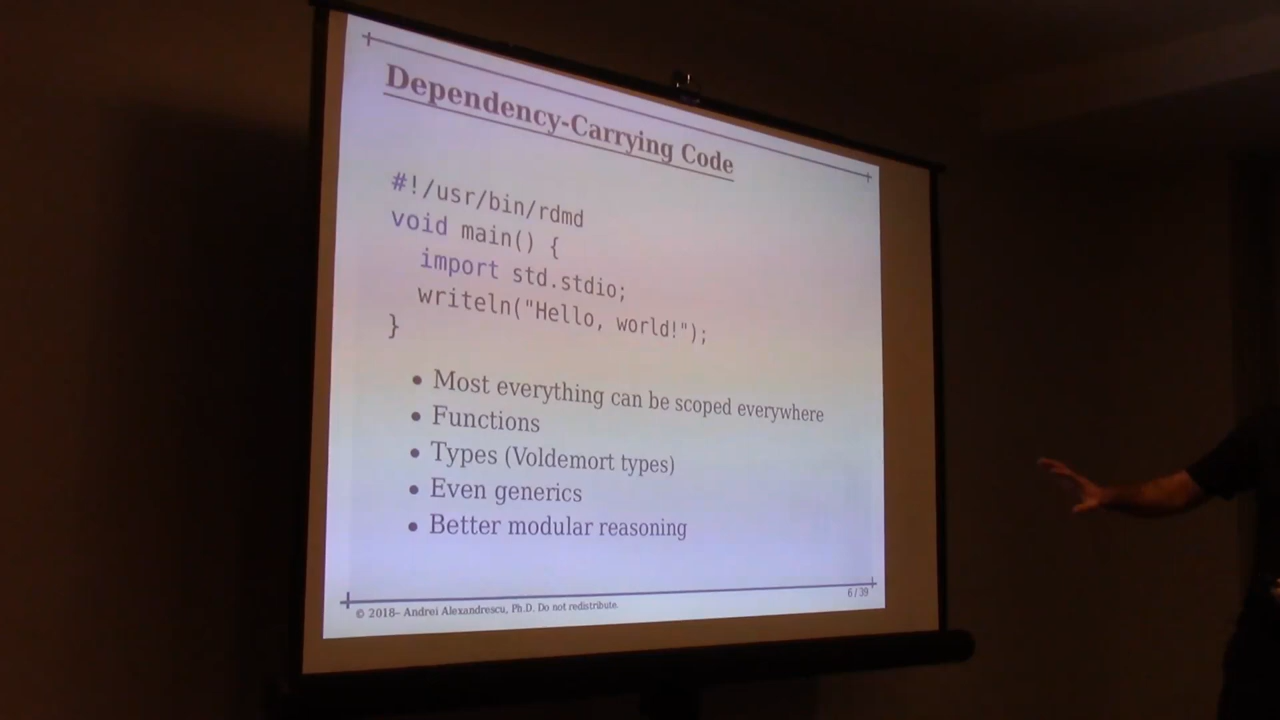 Dependency-Carrying Code
#!/usr/bin/rdmd
void main() {
  import std.stdio;
  writeln("Hello, world!");
}
• Most everything can be scoped everywhere
• Functions
• Types (Voldemort types)
• Even generics
• Better modular reasoning
6 / 39
© 2018– Andrei Alexandrescu, Ph.D. Do not redistribute.